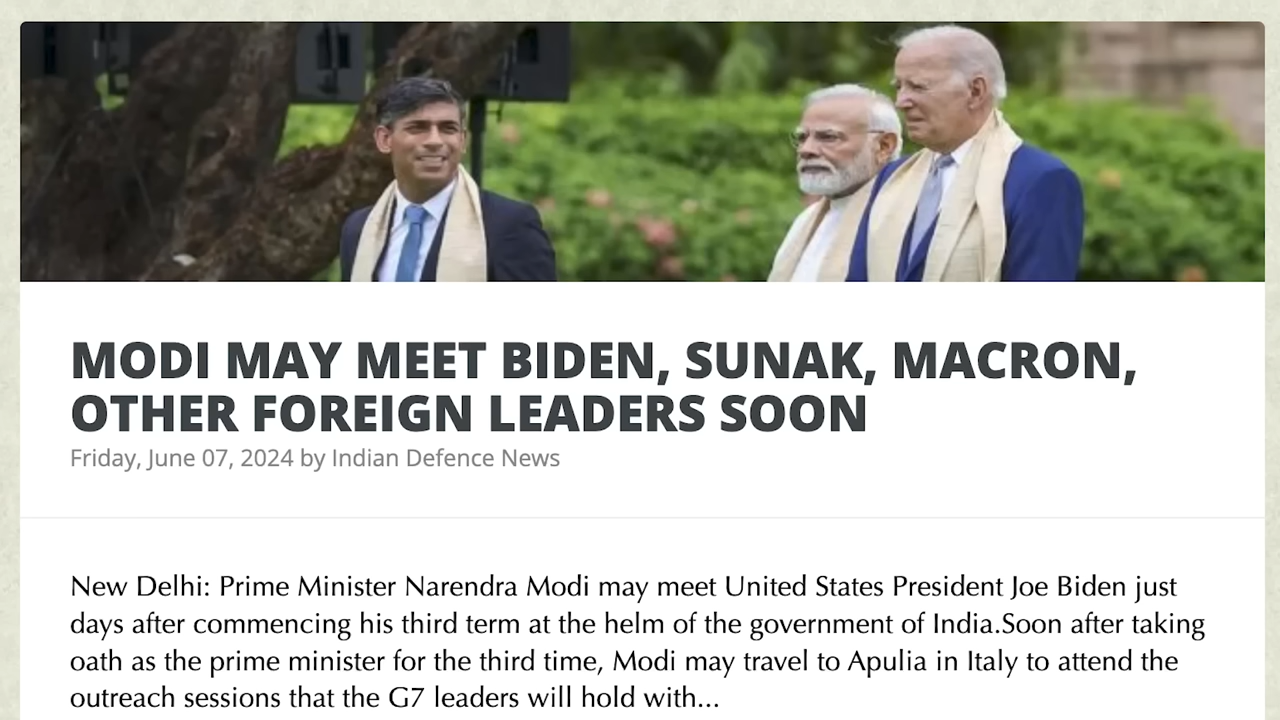 MODI MAY MEET BIDEN, SUNAK, MACRON,
OTHER FOREIGN LEADERS SOON
Friday, June 07, 2024 by Indian Defence News
New Delhi: Prime Minister Narendra Modi may meet United States President Joe Biden just
days after commencing his third term at the helm of the government of India.Soon after taking
oath as the prime minister for the third time, Modi may travel to Apulia in Italy to attend the
outreach sessions that the G7 leaders will hold with...